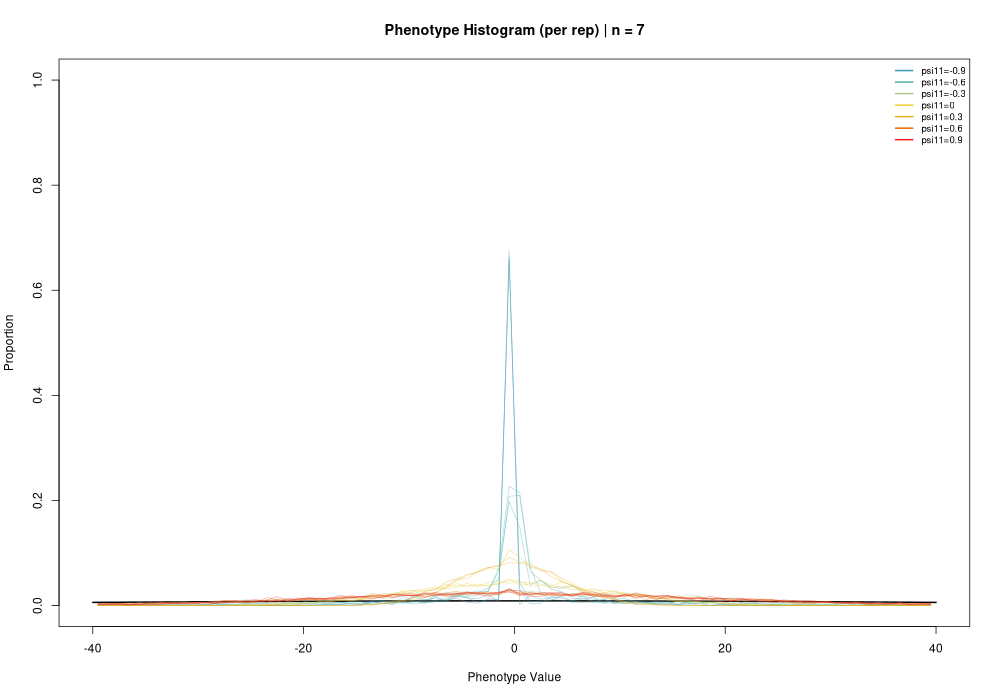 Phenotype Histogram (per rep) | n = 7
psi11=-0.9
psi11=-0.6
psi11=-0.3
psi11=0
psi11=0.3
psi11=0.6
psi11=0.9
Proportion
1.0
0.8
0.6
0.4
0.2
0.0
-40 -20 0 20 40
Phenotype Value